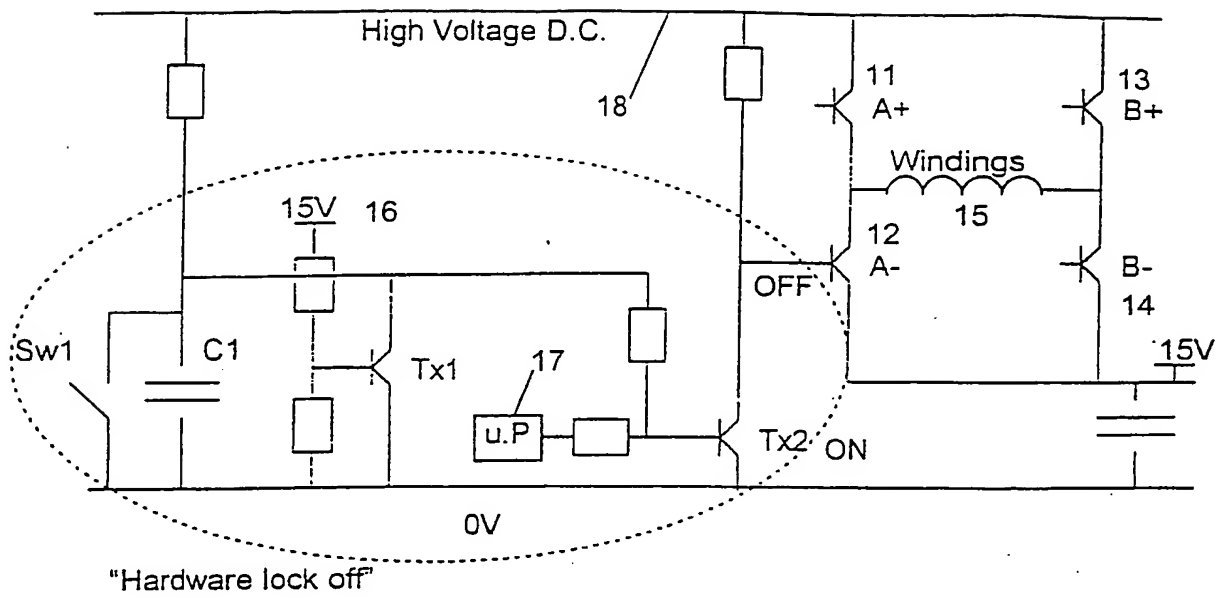 High Voltage D.C.
18
11
A+
13
B+
Windings
15
15V
16
12
A-
OFF
B-
14
Sw1
C1
Tx1
17
u.P
Tx2
ON
15V
0V
"Hardware lock off"